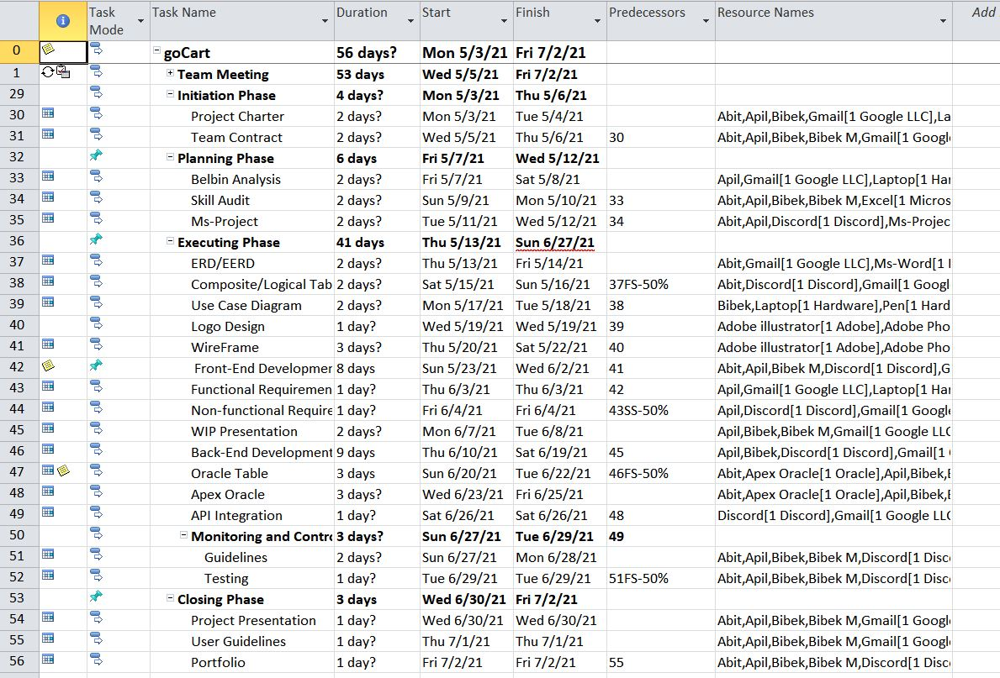 Task Mode Task Name Duration Start Finish Predecessors Resource Names Add
0 goCart 56 days? Mon 5/3/21 Fri 7/2/21
1 Team Meeting 53 days Wed 5/5/21 Fri 7/2/21
29 Initiation Phase 4 days? Mon 5/3/21 Thu 5/6/21
30 Project Charter 2 days? Mon 5/3/21 Tue 5/4/21 Abit,Apil,Bibek,Gmail[1 Google LLC],La
31 Team Contract 2 days? Wed 5/5/21 Thu 5/6/21 30 Abit,Apil,Bibek,Bibek M,Gmail[1 Googl
32 Planning Phase 6 days Fri 5/7/21 Wed 5/12/21
33 Belbin Analysis 2 days? Fri 5/7/21 Sat 5/8/21 Apil,Gmail[1 Google LLC],Laptop[1 Har
34 Skill Audit 2 days? Sun 5/9/21 Mon 5/10/21 33 Abit,Apil,Bibek,Bibek M,Excel[1 Micros
35 Ms-Project 2 days? Tue 5/11/21 Wed 5/12/21 34 Abit,Apil,Discord[1 Discord],Ms-Projec
36 Executing Phase 41 days Thu 5/13/21 Sun 6/27/21
37 ERD/EERD 2 days? Thu 5/13/21 Fri 5/14/21 Abit,Gmail[1 Google LLC],Ms-Word[1
38 Composite/Logical Tab 2 days? Sat 5/15/21 Sun 5/16/21 37FS-50% Abit,Discord[1 Discord],Gmail[1 Googl
39 Use Case Diagram 2 days? Mon 5/17/21 Tue 5/18/21 38 Bibek,Laptop[1 Hardware],Pen[1 Hard
40 Logo Design 1 day? Wed 5/19/21 Wed 5/19/21 39 Adobe illustrator[1 Adobe],Adobe Pho
41 WireFrame 3 days? Thu 5/20/21 Sat 5/22/21 40 Adobe illustrator[1 Adobe],Adobe Pho
42 Front-End Developmer 8 days Sun 5/23/21 Wed 6/2/21 41 Abit,Apil,Bibek M,Discord[1 Discord],G
43 Functional Requiremen 1 day? Thu 6/3/21 Thu 6/3/21 42 Apil,Gmail[1 Google LLC],Laptop[1 Har
44 Non-functional Require 1 day? Fri 6/4/21 Fri 6/4/21 43SS-50% Apil,Discord[1 Discord],Gmail[1 Google
45 WIP Presentation 2 days? Mon 6/7/21 Tue 6/8/21 Apil,Bibek,Bibek M,Gmail[1 Google LLC
46 Back-End Development 9 days Thu 6/10/21 Sat 6/19/21 45 Apil,Bibek,Discord[1 Discord],Gmail[1
47 Oracle Table 3 days Sun 6/20/21 Tue 6/22/21 46FS-50% Abit,Apex Oracle[1 Oracle],Apil,Bibek,
48 Apex Oracle 3 days? Wed 6/23/21 Fri 6/25/21 Abit,Apex Oracle[1 Oracle],Apil,Bibek,
49 API Integration 1 day? Sat 6/26/21 Sat 6/26/21 48 Discord[1 Discord],Gmail[1 Google LLC
50 Monitoring and Contro 3 days? Sun 6/27/21 Tue 6/29/21 49
51 Guidelines 2 days? Sun 6/27/21 Mon 6/28/21 Abit,Apil,Bibek,Bibek M,Discord[1 Disc
52 Testing 1 day? Tue 6/29/21 Tue 6/29/21 51FS-50% Abit,Apil,Bibek,Bibek M,Discord[1 Disc
53 Closing Phase 3 days Wed 6/30/21 Fri 7/2/21
54 Project Presentation 1 day? Wed 6/30/21 Wed 6/30/21 Abit,Apil,Bibek,Bibek M,Gmail[1 Googl
55 User Guidelines 1 day? Thu 7/1/21 Thu 7/1/21 Abit,Apil,Bibek,Bibek M,Gmail[1 Googl
56 Portfolio 1 day? Fri 7/2/21 Fri 7/2/21 55 Abit,Apil,Bibek,Bibek M,Discord[1 Disc